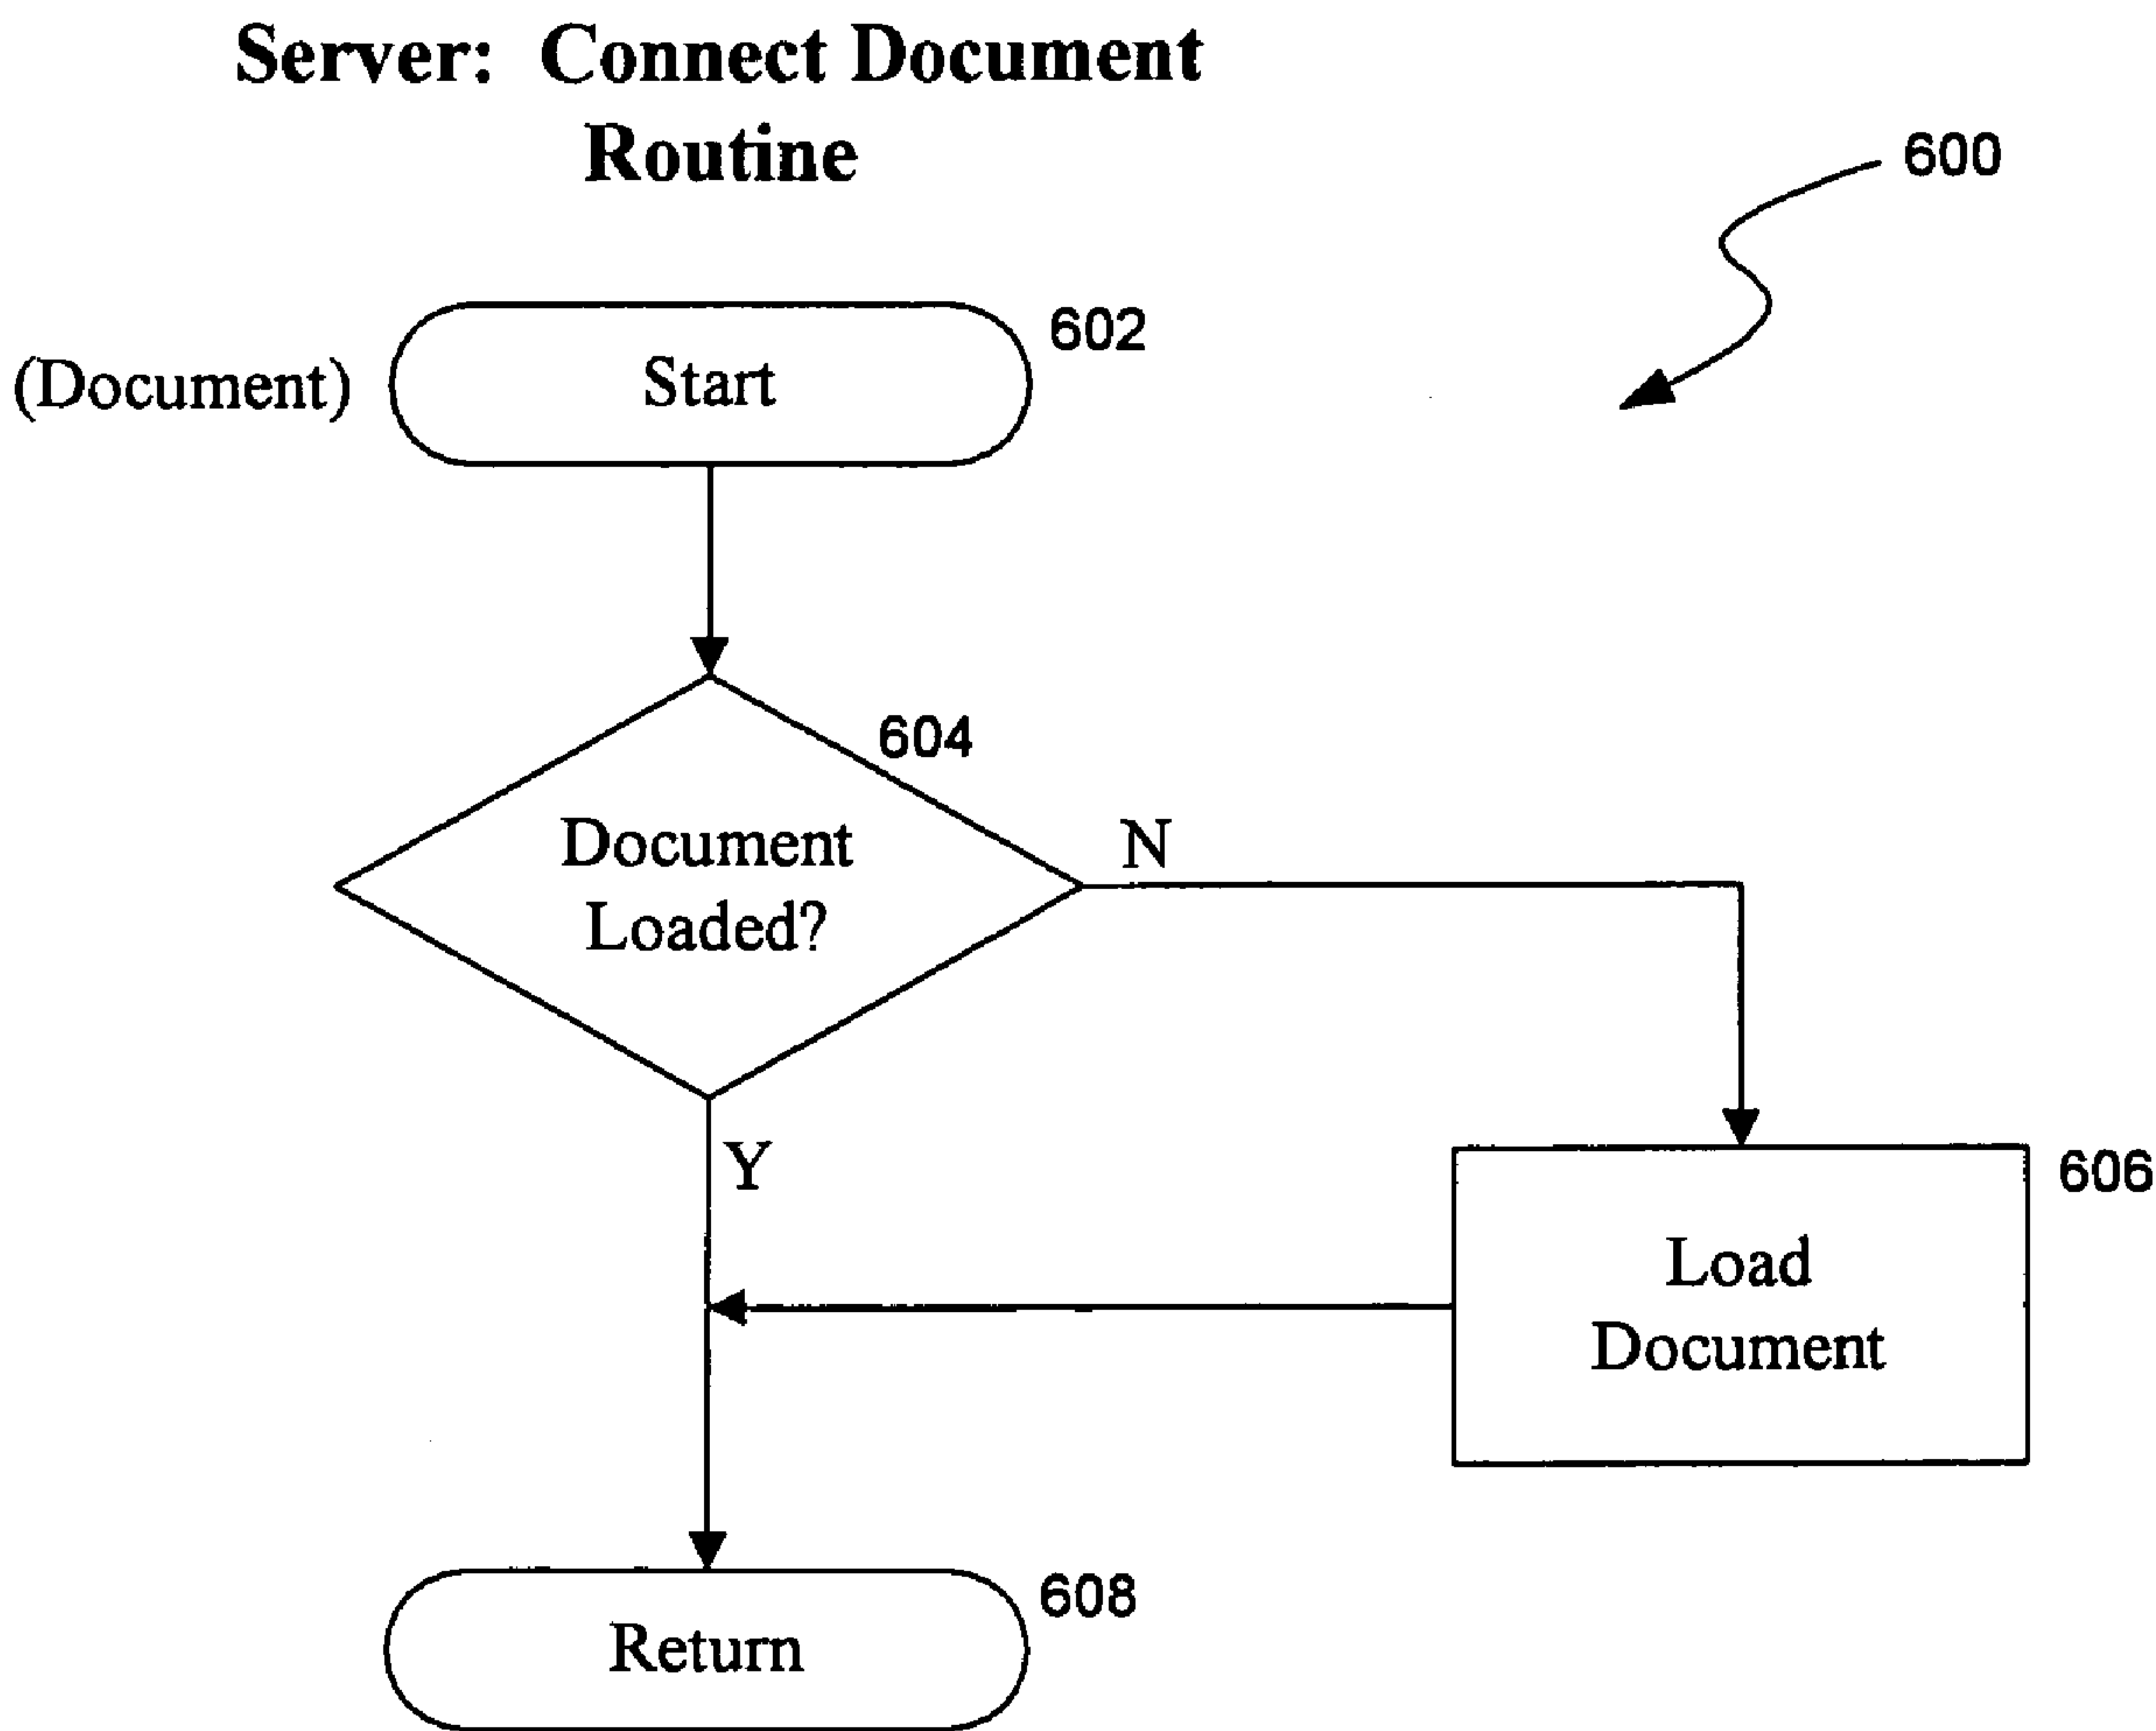 Server: Connect Document
Routine
600
602
(Document)
Start
604
Document
Loaded?
N
Y
606
Load
Document
608
Return